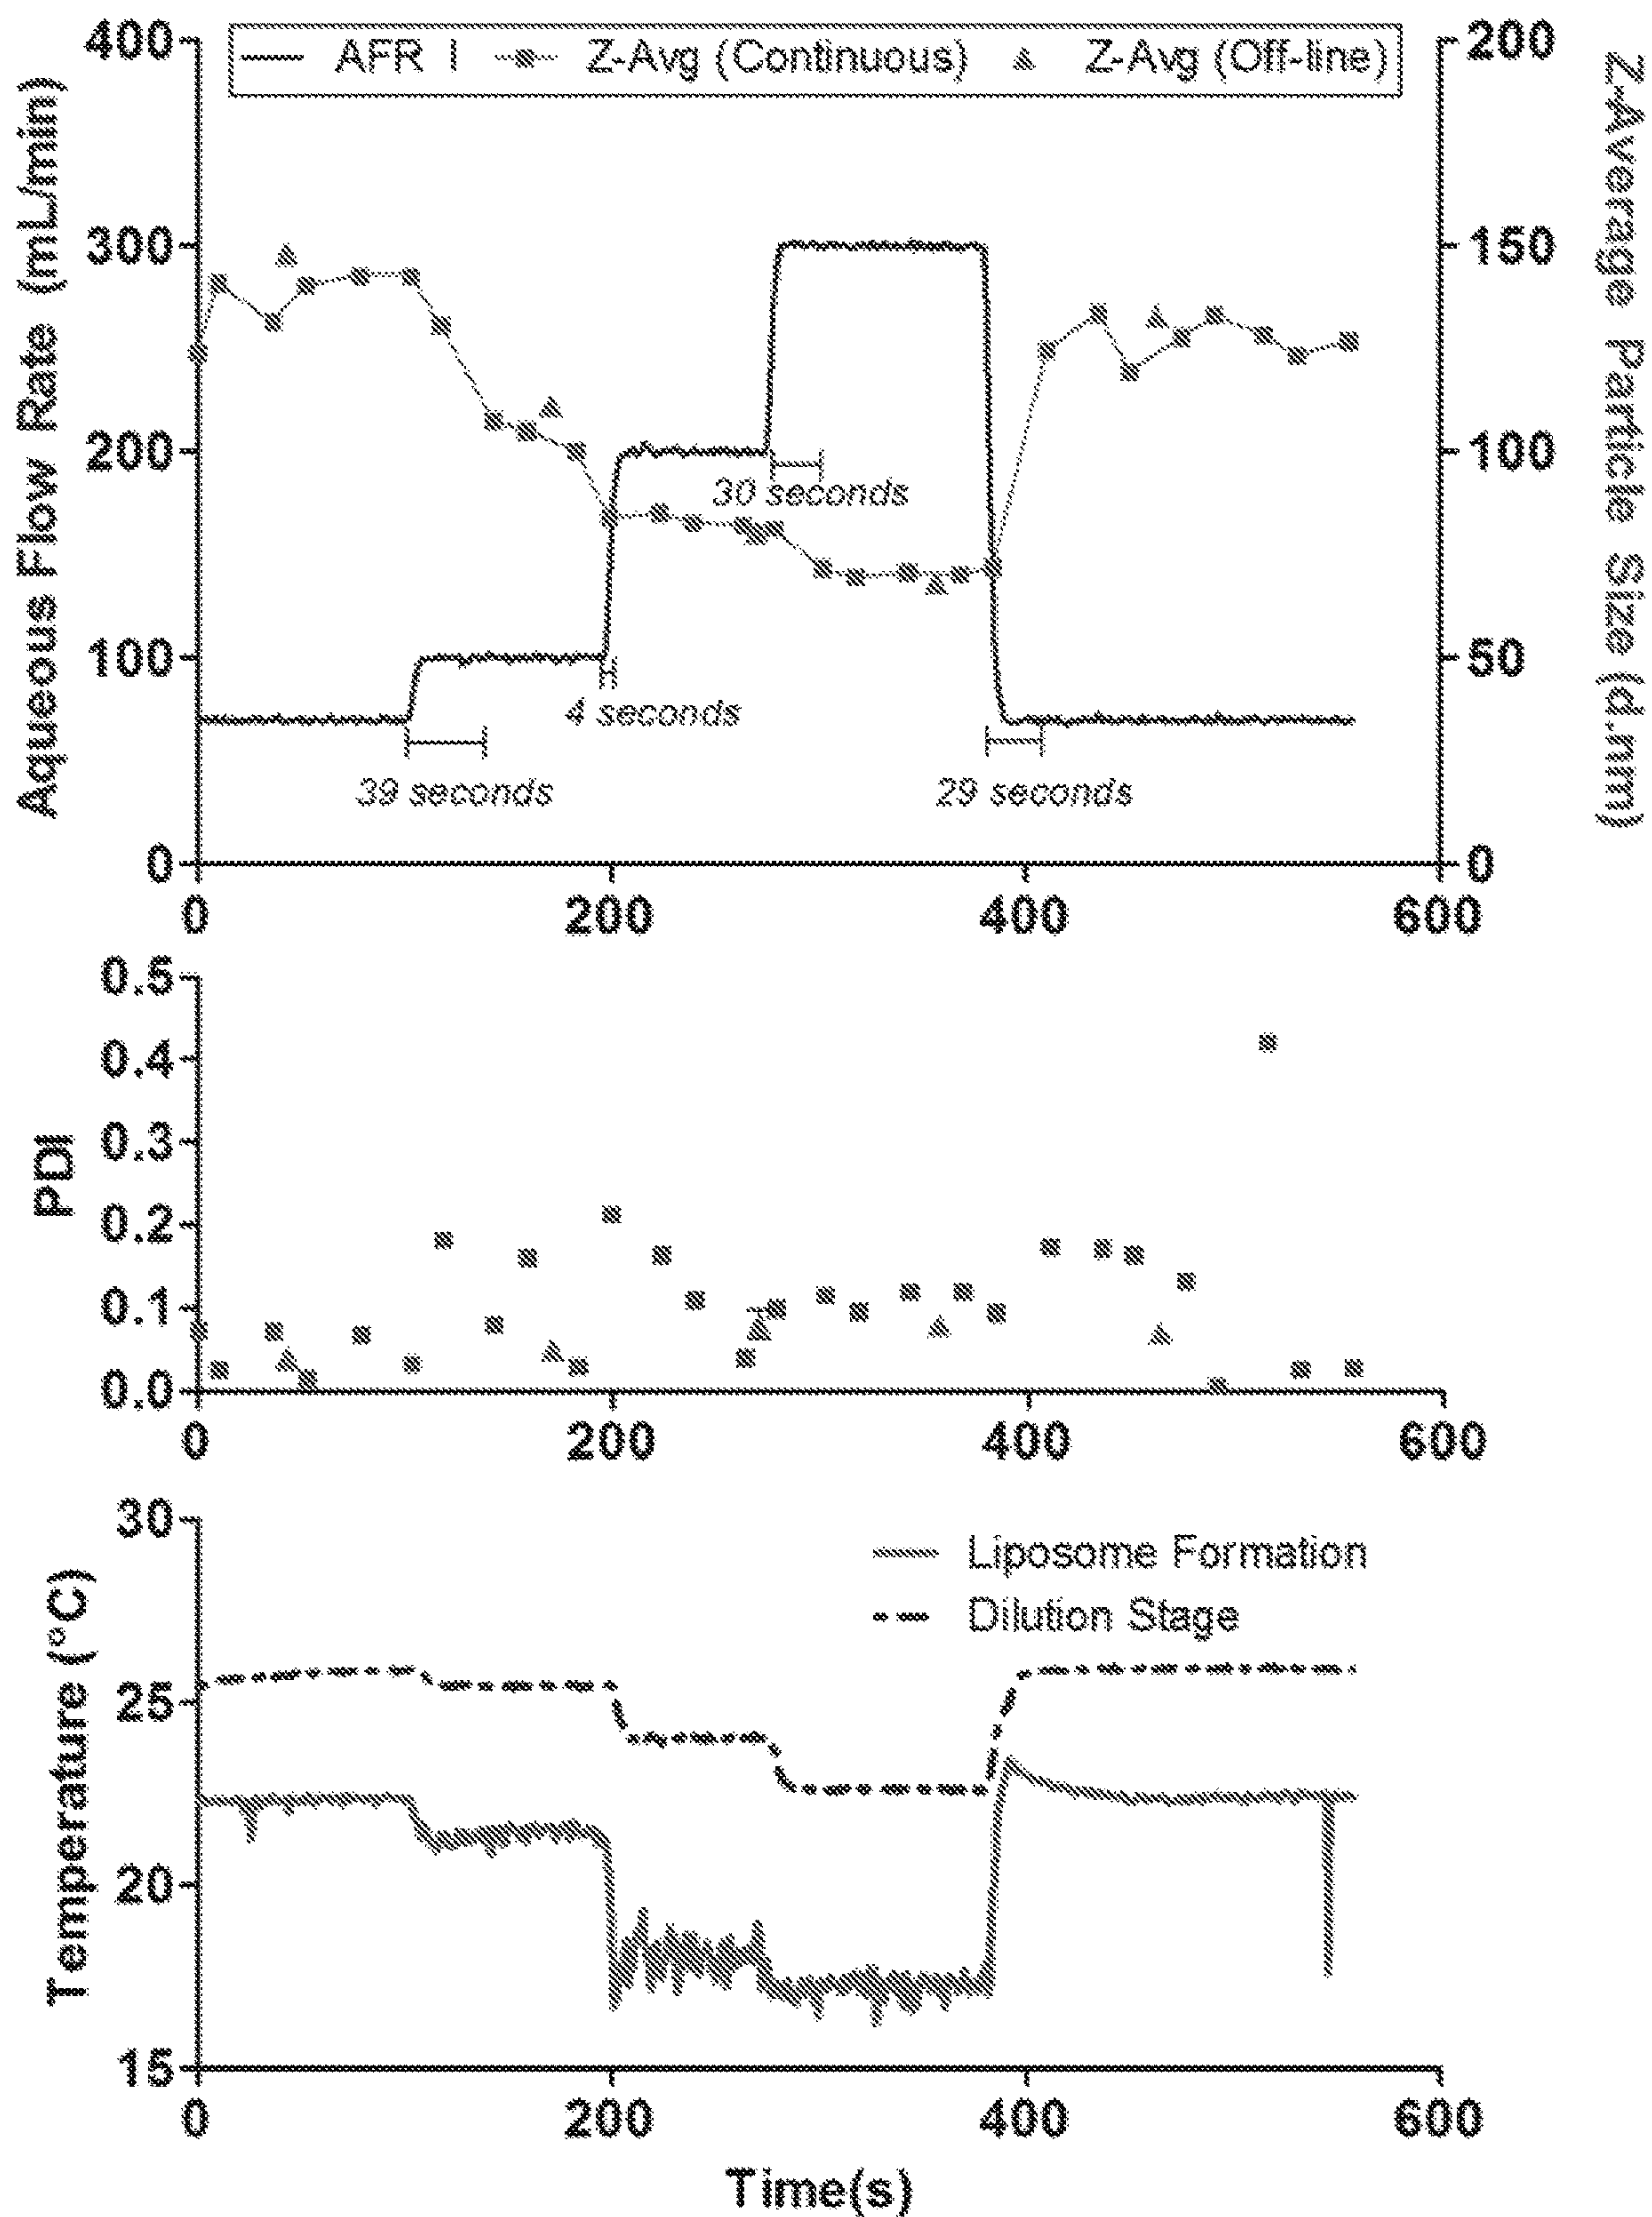 AFR I Z-Avg (Continuous) Z-Avg (Off-line)
Aqueous Flow Rate (mL/min)
400
300
200
100
0
Z-Average Particle Size (d.nm)
200
150
100
50
0
30 seconds
4 seconds
39 seconds
29 seconds
0 200 400 600
PDI
0.5
0.4
0.3
0.2
0.1
0.0
0 200 400 600
Temperature (°C)
30
25
20
15
Liposome Formation
Dilution Stage
0 200 400 600
Time(s)